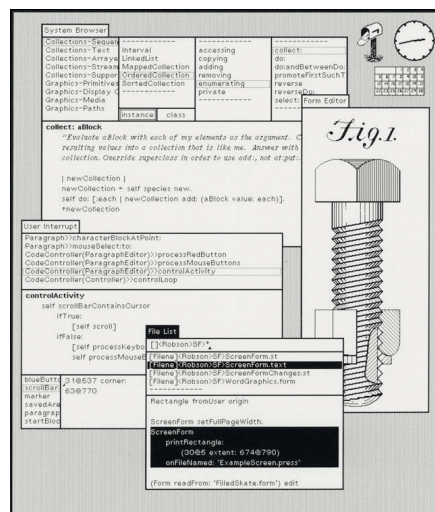 System Browser
Collections-Text
Collections-Arraye
Collections-Stream
Collections-Suppor
Graphics-Primitives
Graphics-Display
Graphics-Media
Graphics-Paths
Interval
LinkedList
MappedCollection
OrderedCollection
SortedCollection
instance class
accessing
copying
adding
removing
enumerating
private
collect:
do:
do:andBetweenDo:
promoteFirstSuchT
reverse
reverseDo:
select:
Form Editor
Fig.1.
collect: aBlock
"Evaluate aBlock with each of my elements as the argument. C
resulting values into a collection that is like me. Answer with
collection. Override superclass in order to use add:, not at:put:.
| newCollection |
newCollection ← self species new.
self do: [:each | newCollection add: (aBlock value: each)].
↑newCollection
User Interrupt
Paragraph>>characterBlockAtPoint:
Paragraph>>mouseSelect:to:
CodeController(ParagraphEditor)>>processRedButton
CodeController(ParagraphEditor)>>processMouseButtons
CodeController(ParagraphEditor)>>controlActivity
CodeController(Controller)>>controlLoop
controlActivity
self scrollBarContainsCursor
ifTrue:
[self scroll]
ifFalse:
[self processKeybo
self processMouseB
blueButto
scrollBar
marker
savedArea
paragrap
startBloc
31@537 corner:
63@770
File List
[]<Robson>SF>*
[Filene]<Robson>SF>ScreenForm.st
[Filene]<Robson>SF>ScreenForm.text
[Filene]<Robson>SF>ScreenFormChanges.st
[Filene]<Robson>SF>WordGraphics.form
Rectangle fromUser origin
ScreenForm setFullPageWidth.
ScreenForm
printRectangle:
(30@5 extent: 674@790)
onFileNamed: 'ExampleScreen.press'
(Form readFrom: 'FilledSkate.form') edit